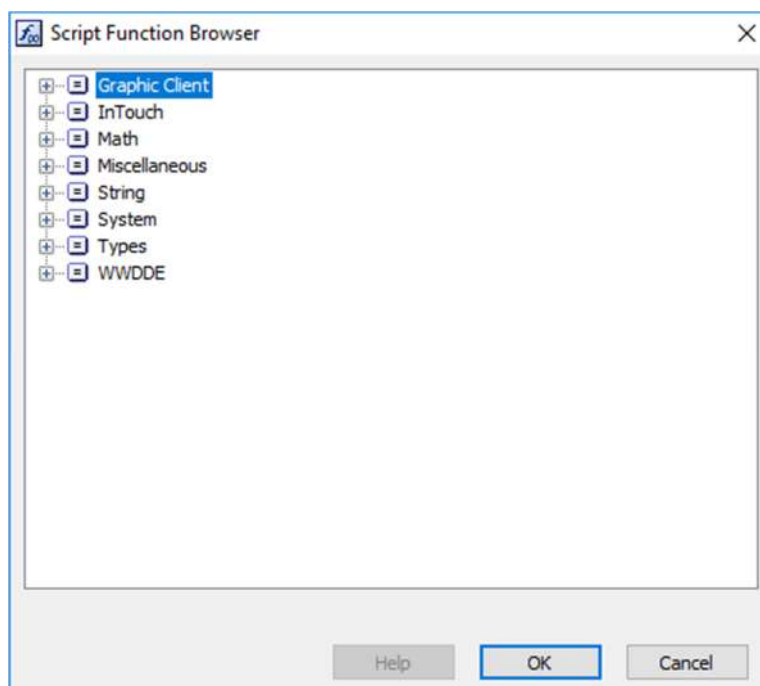 Script Function Browser
Graphic Client
InTouch
Math
Miscellaneous
String
System
Types
WWDDE
Help
OK
Cancel